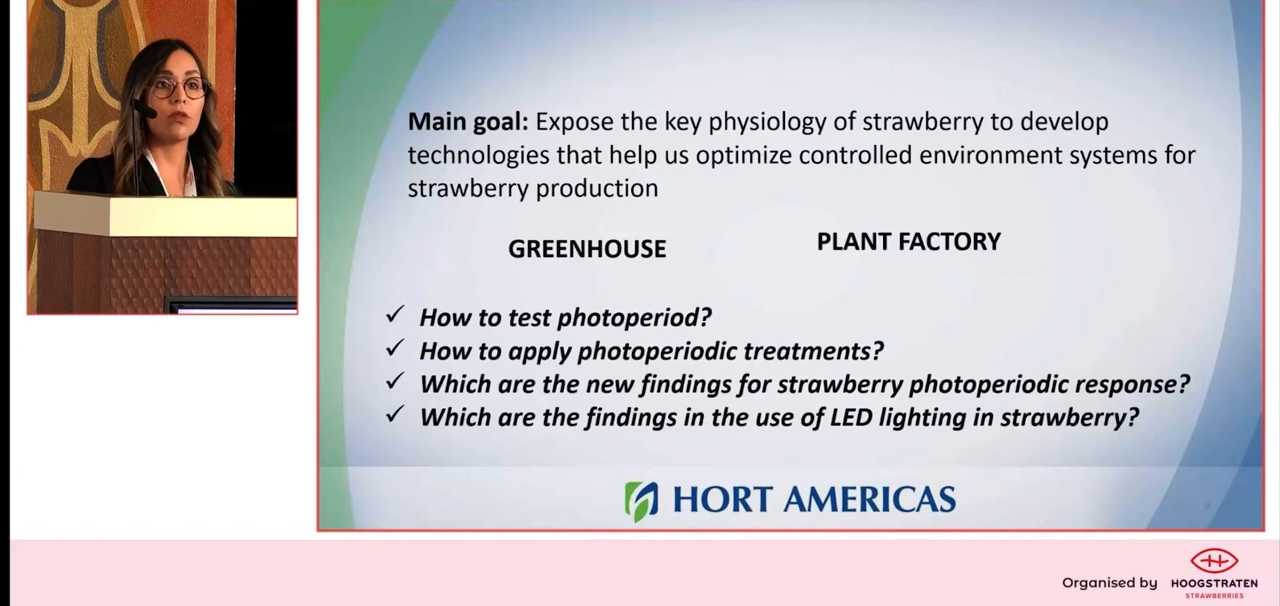 Main goal: Expose the key physiology of strawberry to develop
technologies that help us optimize controlled environment systems for
strawberry production
GREENHOUSE
PLANT FACTORY
✓ How to test photoperiod?
✓ How to apply photoperiodic treatments?
✓ Which are the new findings for strawberry photoperiodic response?
✓ Which are the findings in the use of LED lighting in strawberry?
HORT AMERICAS
Organised by
HOOGSTRATEN
STRAWBERRIES